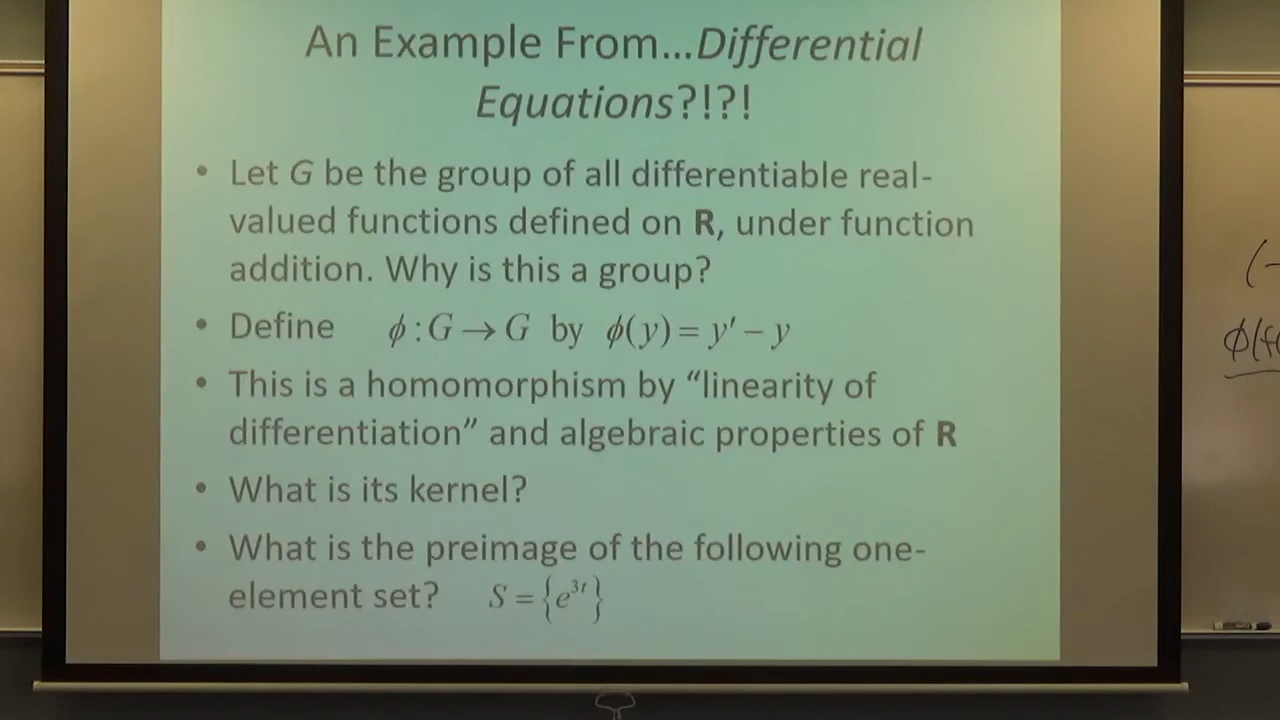 An Example From...Differential
Equations?!?!
• Let G be the group of all differentiable real-
valued functions defined on R, under function
addition. Why is this a group?
• Define ϕ : G → G by ϕ(y) = y′ − y
• This is a homomorphism by “linearity of
differentiation” and algebraic properties of R
• What is its kernel?
• What is the preimage of the following one-
element set? S = {e³ᵗ}